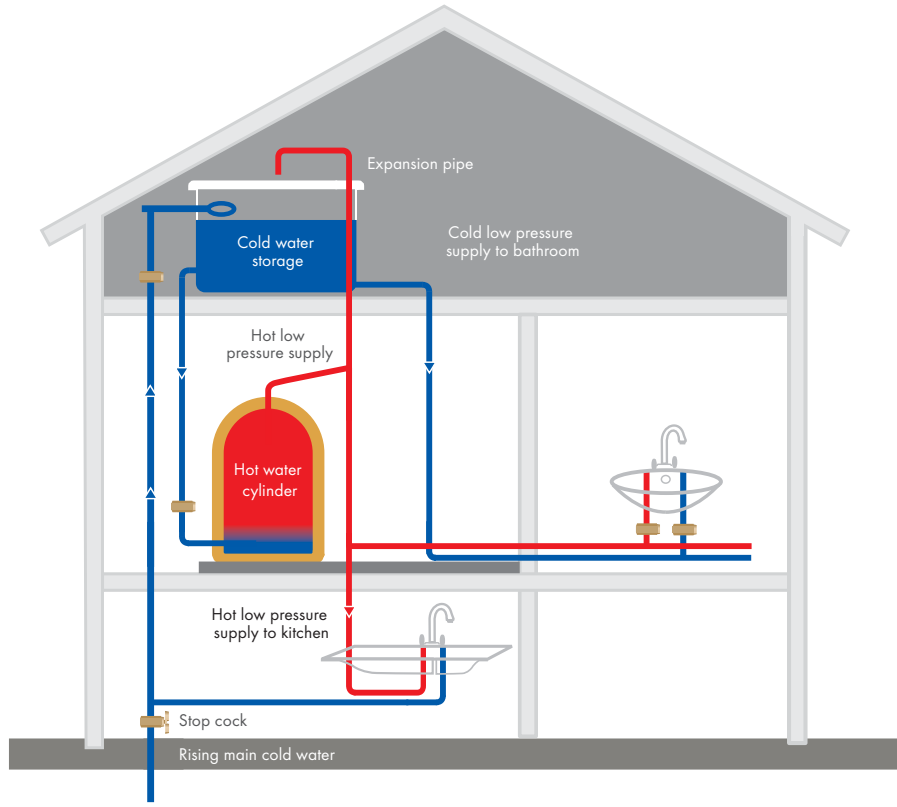 Expansion pipe
Cold low pressure
supply to bathroom
Cold water
storage
Hot low
pressure supply
Hot water
cylinder
Hot low pressure
supply to kitchen
Stop cock
Rising main cold water